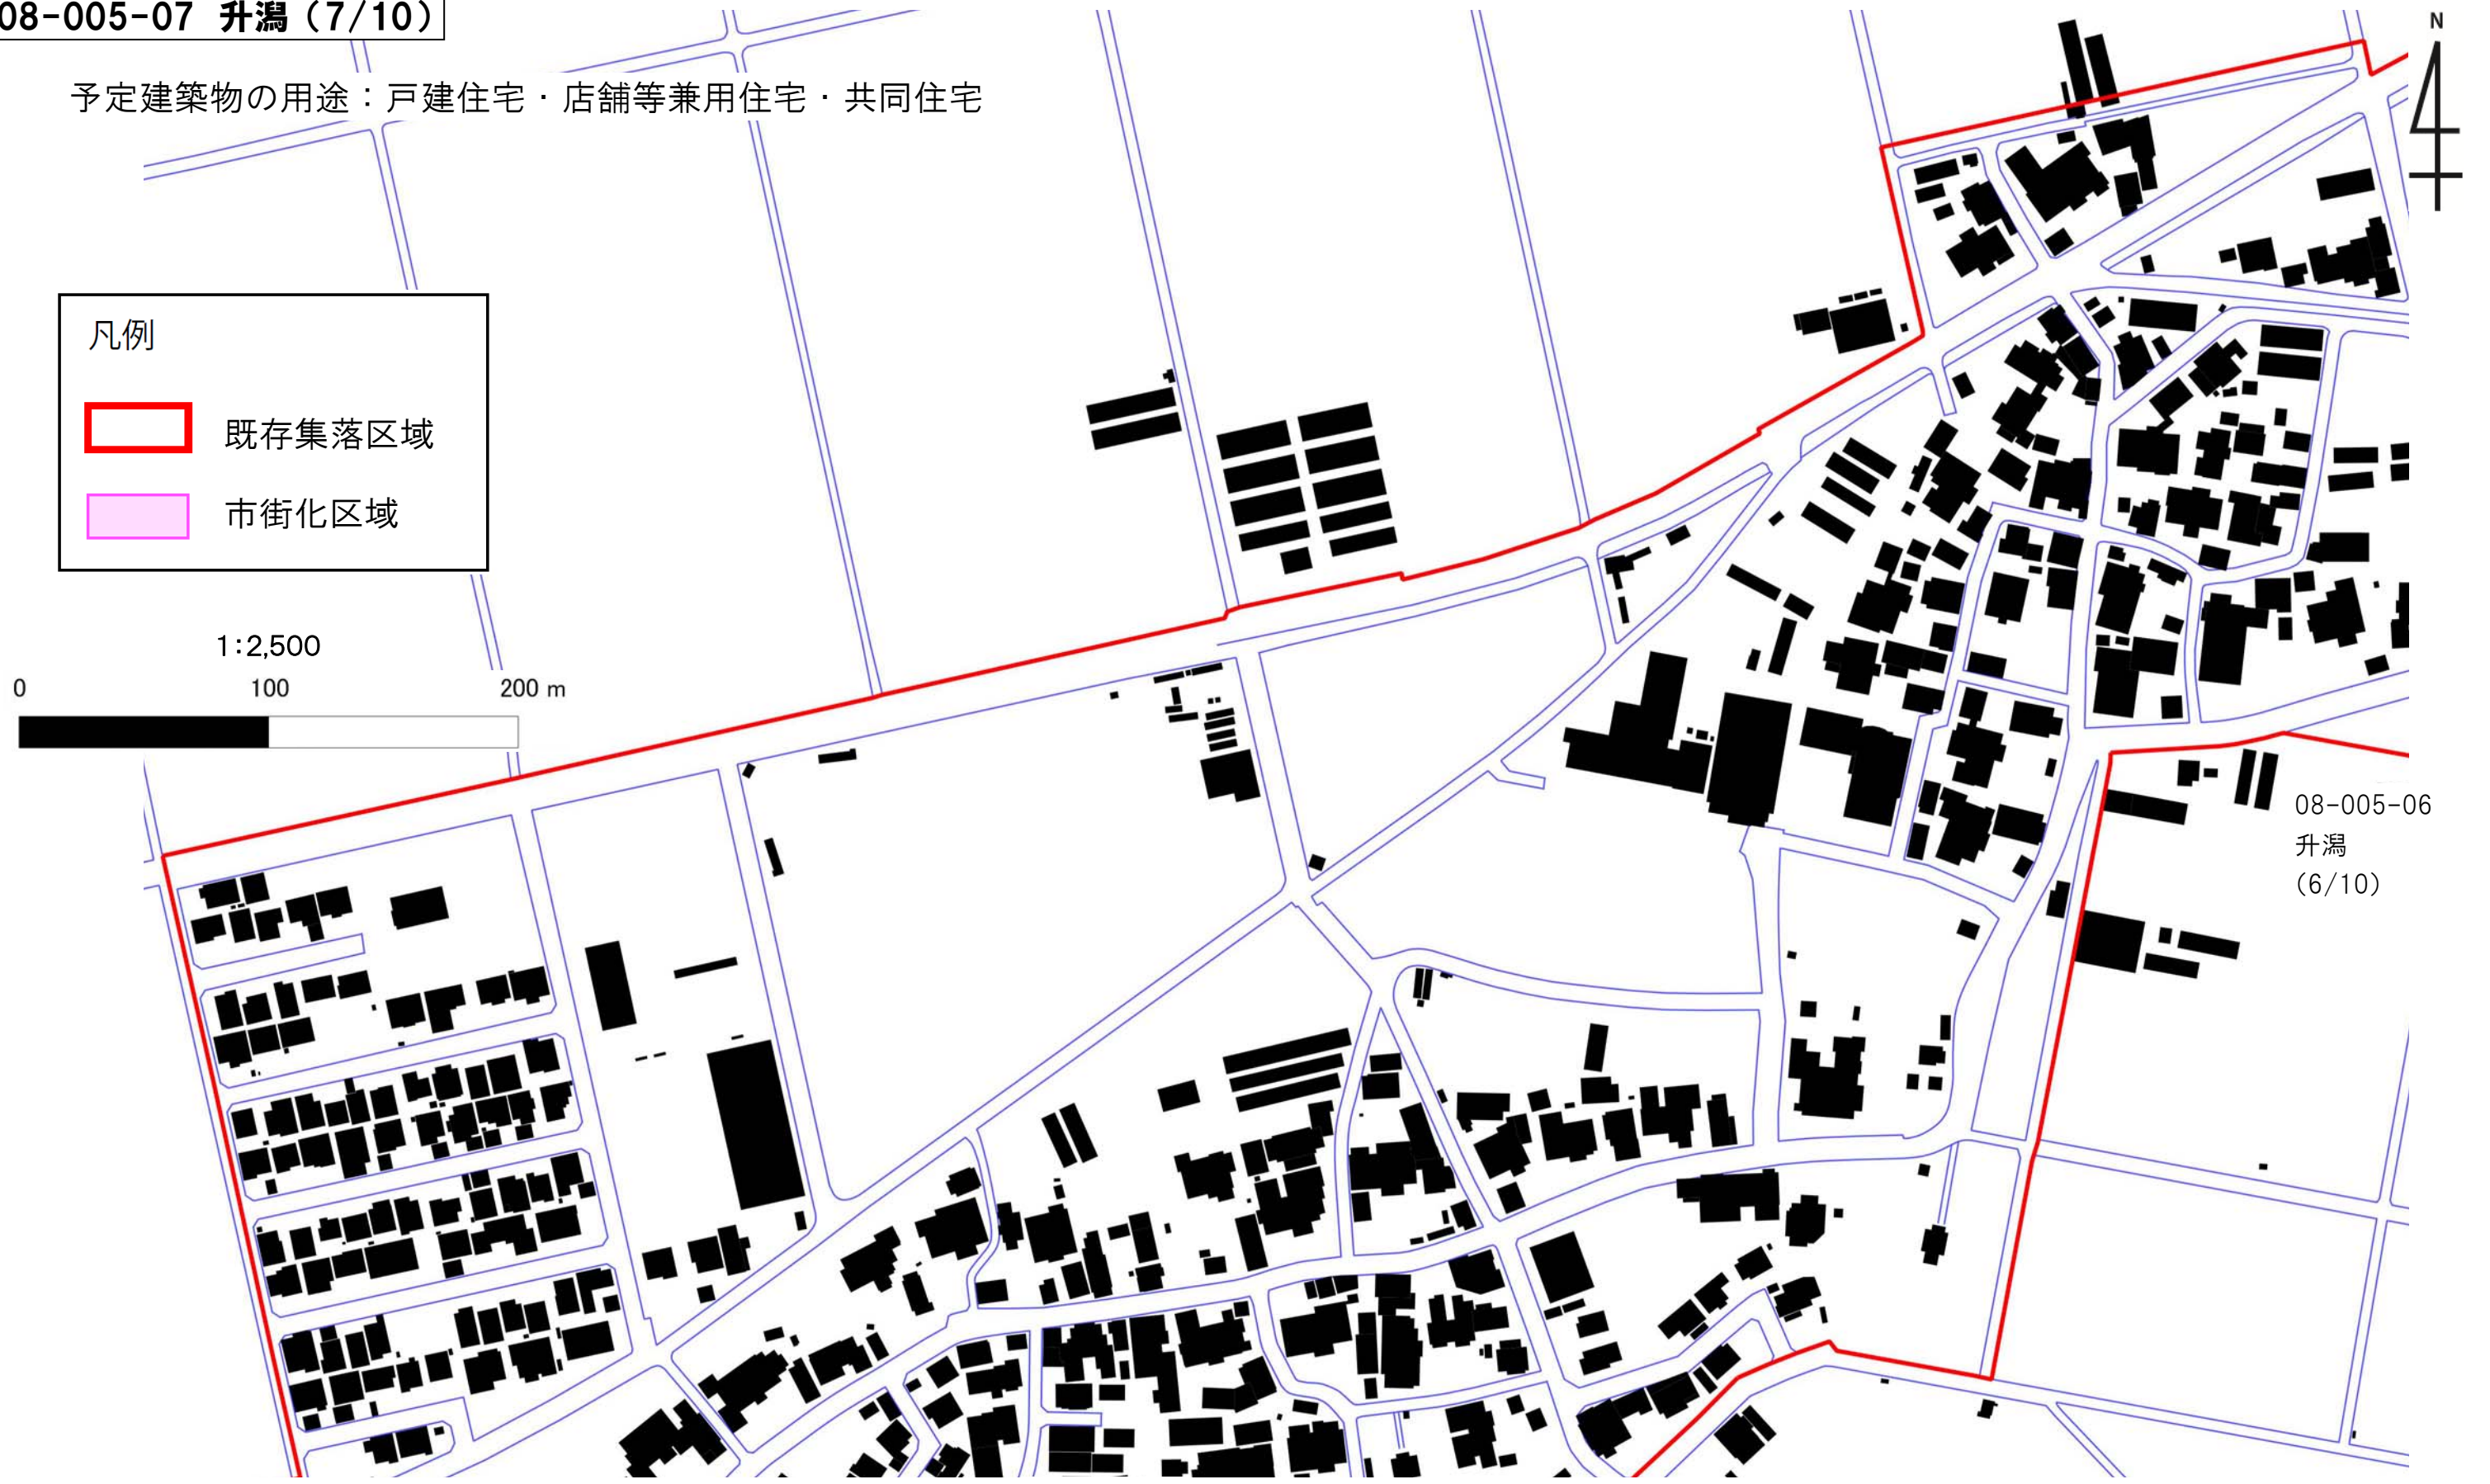 08-005-07 升潟（7/10）
N
予定建築物の用途：戸建住宅・店舗等兼用住宅・共同住宅
凡例
既存集落区域
市街化区域
1:2,500
0 100 200 m
08-005-06
升潟
(6/10)